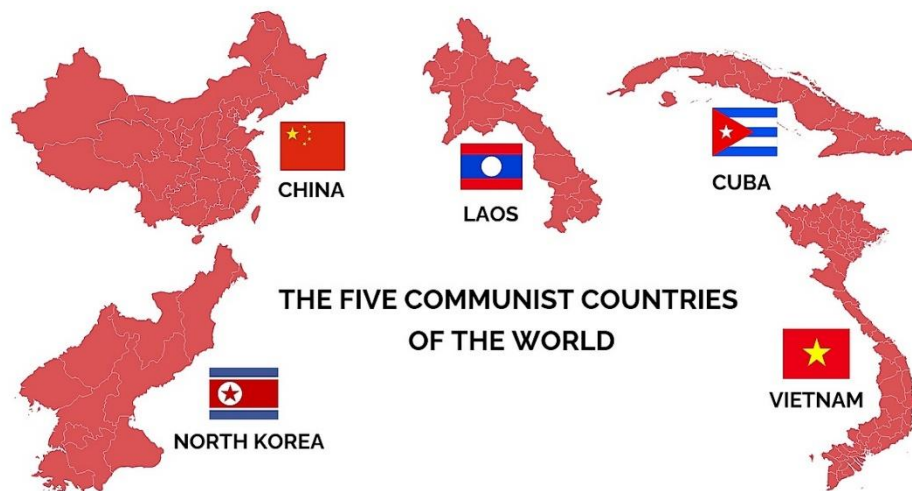 CHINA
LAOS
CUBA
THE FIVE COMMUNIST COUNTRIES
OF THE WORLD
NORTH KOREA
VIETNAM